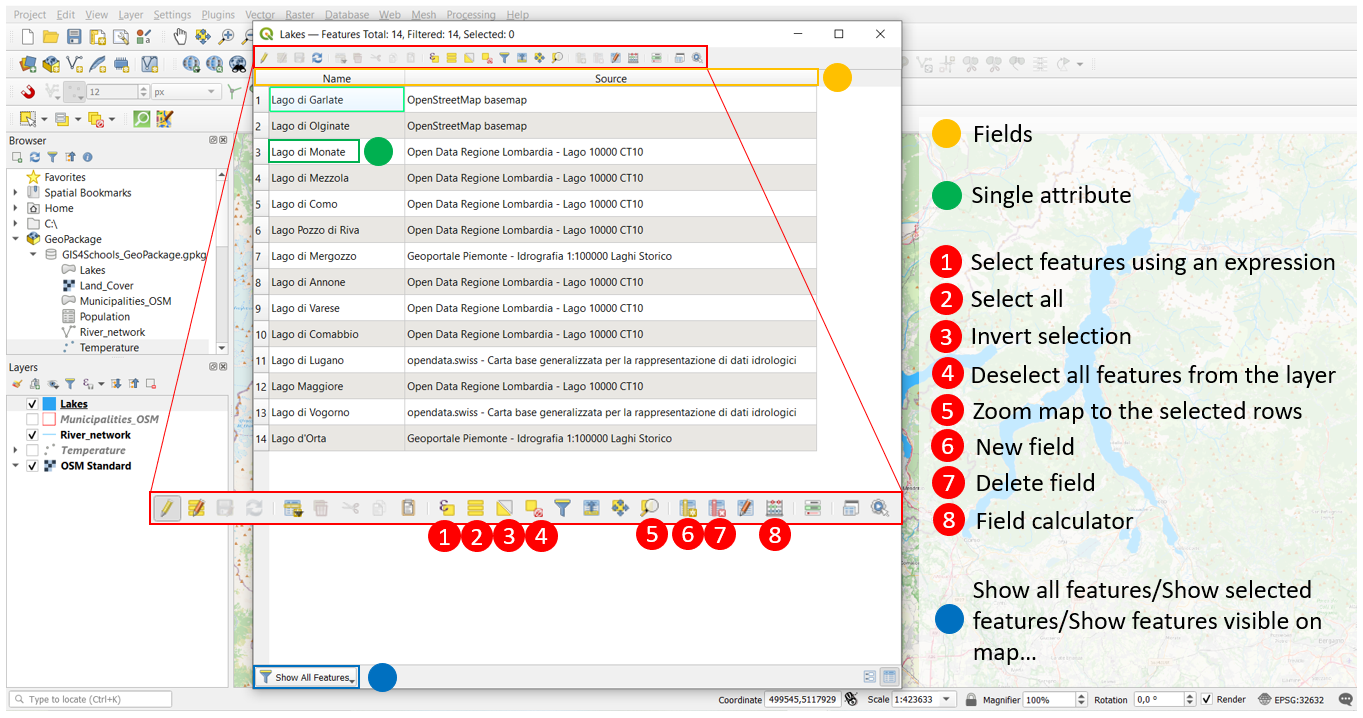 Project Edit View Layer Settings Plugins Vector Raster Database Web Mesh Processing Help
Lakes — Features Total: 14, Filtered: 14, Selected: 0
12 px
Browser
Favorites
Spatial Bookmarks
Home
C:\
GeoPackage
GIS4Schools_GeoPackage.gpkg
Lakes
Land_Cover
Municipalities_OSM
Population
River_network
Temperature
Layers
Lakes
Municipalities_OSM
River_network
Temperature
OSM Standard
Name Source
1 Lago di Garlate OpenStreetMap basemap
2 Lago di Olginate OpenStreetMap basemap
3 Lago di Monate Open Data Regione Lombardia - Lago 10000 CT10
4 Lago di Mezzola Open Data Regione Lombardia - Lago 10000 CT10
5 Lago di Como Open Data Regione Lombardia - Lago 10000 CT10
6 Lago Pozzo di Riva Open Data Regione Lombardia - Lago 10000 CT10
7 Lago di Mergozzo Geoportale Piemonte - Idrografia 1:100000 Laghi Storico
8 Lago di Annone Open Data Regione Lombardia - Lago 10000 CT10
9 Lago di Varese Open Data Regione Lombardia - Lago 10000 CT10
10 Lago di Comabbio Open Data Regione Lombardia - Lago 10000 CT10
11 Lago di Lugano opendata.swiss - Carta base generalizzata per la rappresentazione di dati idrologici
12 Lago Maggiore Open Data Regione Lombardia - Lago 10000 CT10
13 Lago di Vogorno opendata.swiss - Carta base generalizzata per la rappresentazione di dati idrologici
14 Lago d'Orta Geoportale Piemonte - Idrografia 1:100000 Laghi Storico
1 2 3 4 5 6 7 8
Show All Features
Fields
Single attribute
1 Select features using an expression
2 Select all
3 Invert selection
4 Deselect all features from the layer
5 Zoom map to the selected rows
6 New field
7 Delete field
8 Field calculator
Show all features/Show selected
features/Show features visible on
map...
Type to locate (Ctrl+K)
Coordinate 499545,5117929 Scale 1:423633 Magnifier 100% Rotation 0,0 ° Render EPSG:32632